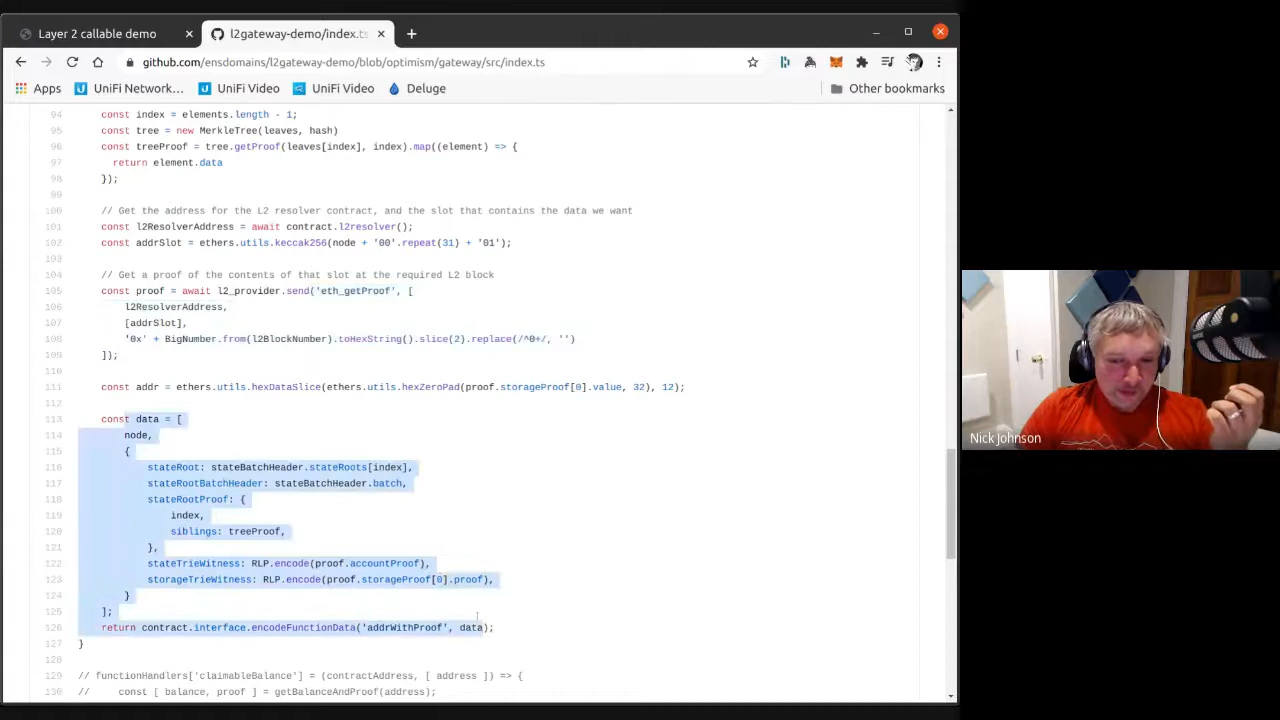 Layer 2 callable demo
l2gateway-demo/index.ts
github.com/ensdomains/l2gateway-demo/blob/optimism/gateway/src/index.ts
Apps UniFi Network… UniFi Video UniFi Video Deluge Other bookmarks
94 const index = elements.length - 1;
95 const tree = new MerkleTree(leaves, hash)
96 const treeProof = tree.getProof(leaves[index], index).map((element) => {
97 return element.data
98 });
99
100 // Get the address for the L2 resolver contract, and the slot that contains the data we want
101 const l2ResolverAddress = await contract.l2resolver();
102 const addrSlot = ethers.utils.keccak256(node + '00'.repeat(31) + '01');
103
104 // Get a proof of the contents of that slot at the required L2 block
105 const proof = await l2_provider.send('eth_getProof', [
106 l2ResolverAddress,
107 [addrSlot],
108 '0x' + BigNumber.from(l2BlockNumber).toHexString().slice(2).replace(/^0+/, '')
109 ]);
110
111 const addr = ethers.utils.hexDataSlice(ethers.utils.hexZeroPad(proof.storageProof[0].value, 32), 12);
112
113 const data = [
114 node,
115 {
116 stateRoot: stateBatchHeader.stateRoots[index],
117 stateRootBatchHeader: stateBatchHeader.batch,
118 stateRootProof: {
119 index,
120 siblings: treeProof,
121 },
122 stateTrieWitness: RLP.encode(proof.accountProof),
123 storageTrieWitness: RLP.encode(proof.storageProof[0].proof),
124 }
125 ];
126 return contract.interface.encodeFunctionData('addrWithProof', data);
127 }
128
129 // functionHandlers['claimableBalance'] = (contractAddress, [ address ]) => {
130 // const [ balance, proof ] = getBalanceAndProof(address);
Nick Johnson